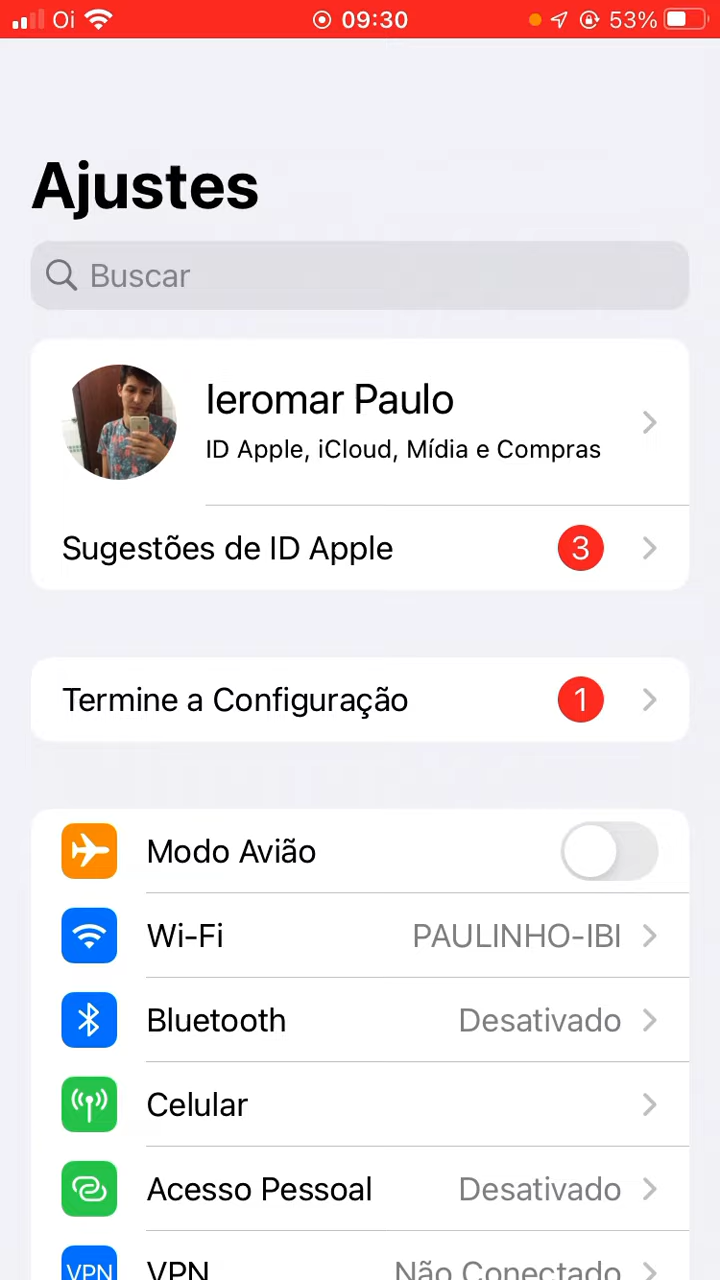 Oi 09:30 53%
Ajustes
Buscar
Ieromar Paulo
ID Apple, iCloud, Mídia e Compras
Sugestões de ID Apple 3
Termine a Configuração 1
Modo Avião
Wi-Fi PAULINHO-IBI
Bluetooth Desativado
Celular
Acesso Pessoal Desativado
VPN VPN Não Conectado